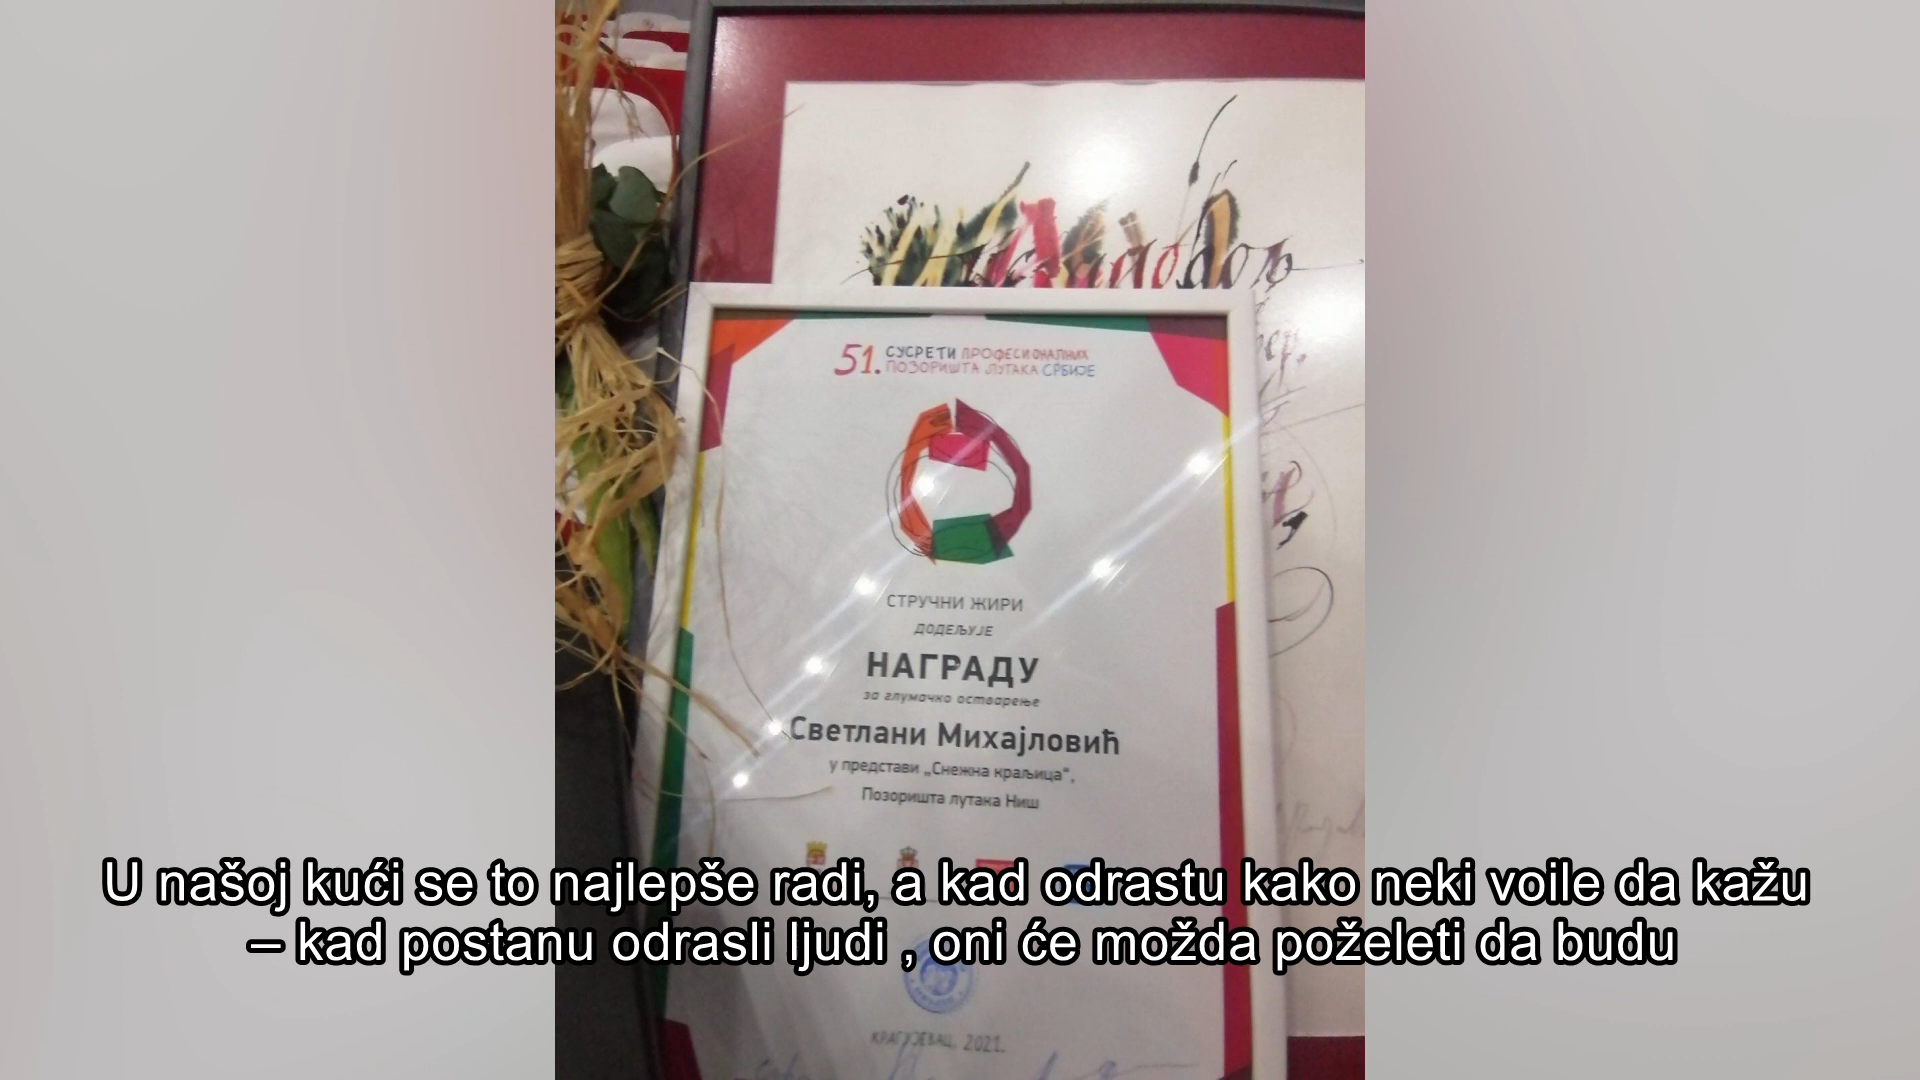 51. СУСРЕТИ ПРОФЕСИОНАЛНИХ
ПОЗОРИШТА ЛУТАКА СРБИЈЕ
СТРУЧНИ ЖИРИ
ДОДЕЉУЈЕ
НАГРАДУ
за глумачко остварење
Светлани Михајловић
у представи „Снежна краљица“,
Позоришта лутака Ниш
U našoj kući se to najlepše radi, a kad odrastu kako neki voile da kažu
– kad postanu odrasli ljudi , oni će možda poželeti da budu
КРАГУЈЕВАЦ, 2021.